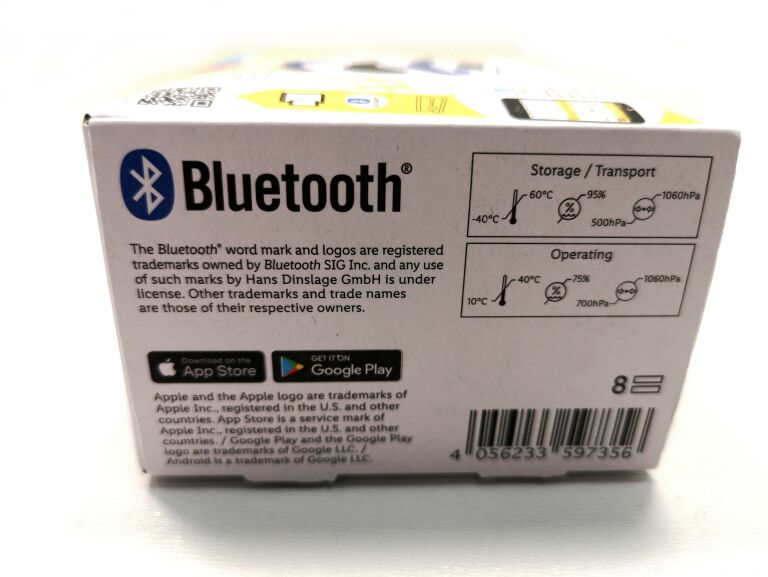 Bluetooth®
The Bluetooth® word mark and logos are registered
trademarks owned by Bluetooth SIG Inc. and any use
of such marks by Hans Dinslage GmbH is under
license. Other trademarks and trade names
are those of their respective owners.
Download on the
App Store
GET IT ON
Google Play
Apple and the Apple logo are trademarks of
Apple Inc., registered in the U.S. and other
countries. App Store is a service mark of
Apple Inc., registered in the U.S. and other
countries. / Google Play and the Google Play
logo are trademarks of Google LLC. /
Android is a trademark of Google LLC.
Storage / Transport
-40°C
60°C
%
95%
500hPa
1060hPa
Operating
10°C
40°C
%
75%
700hPa
1060hPa
8
4 056233 597356